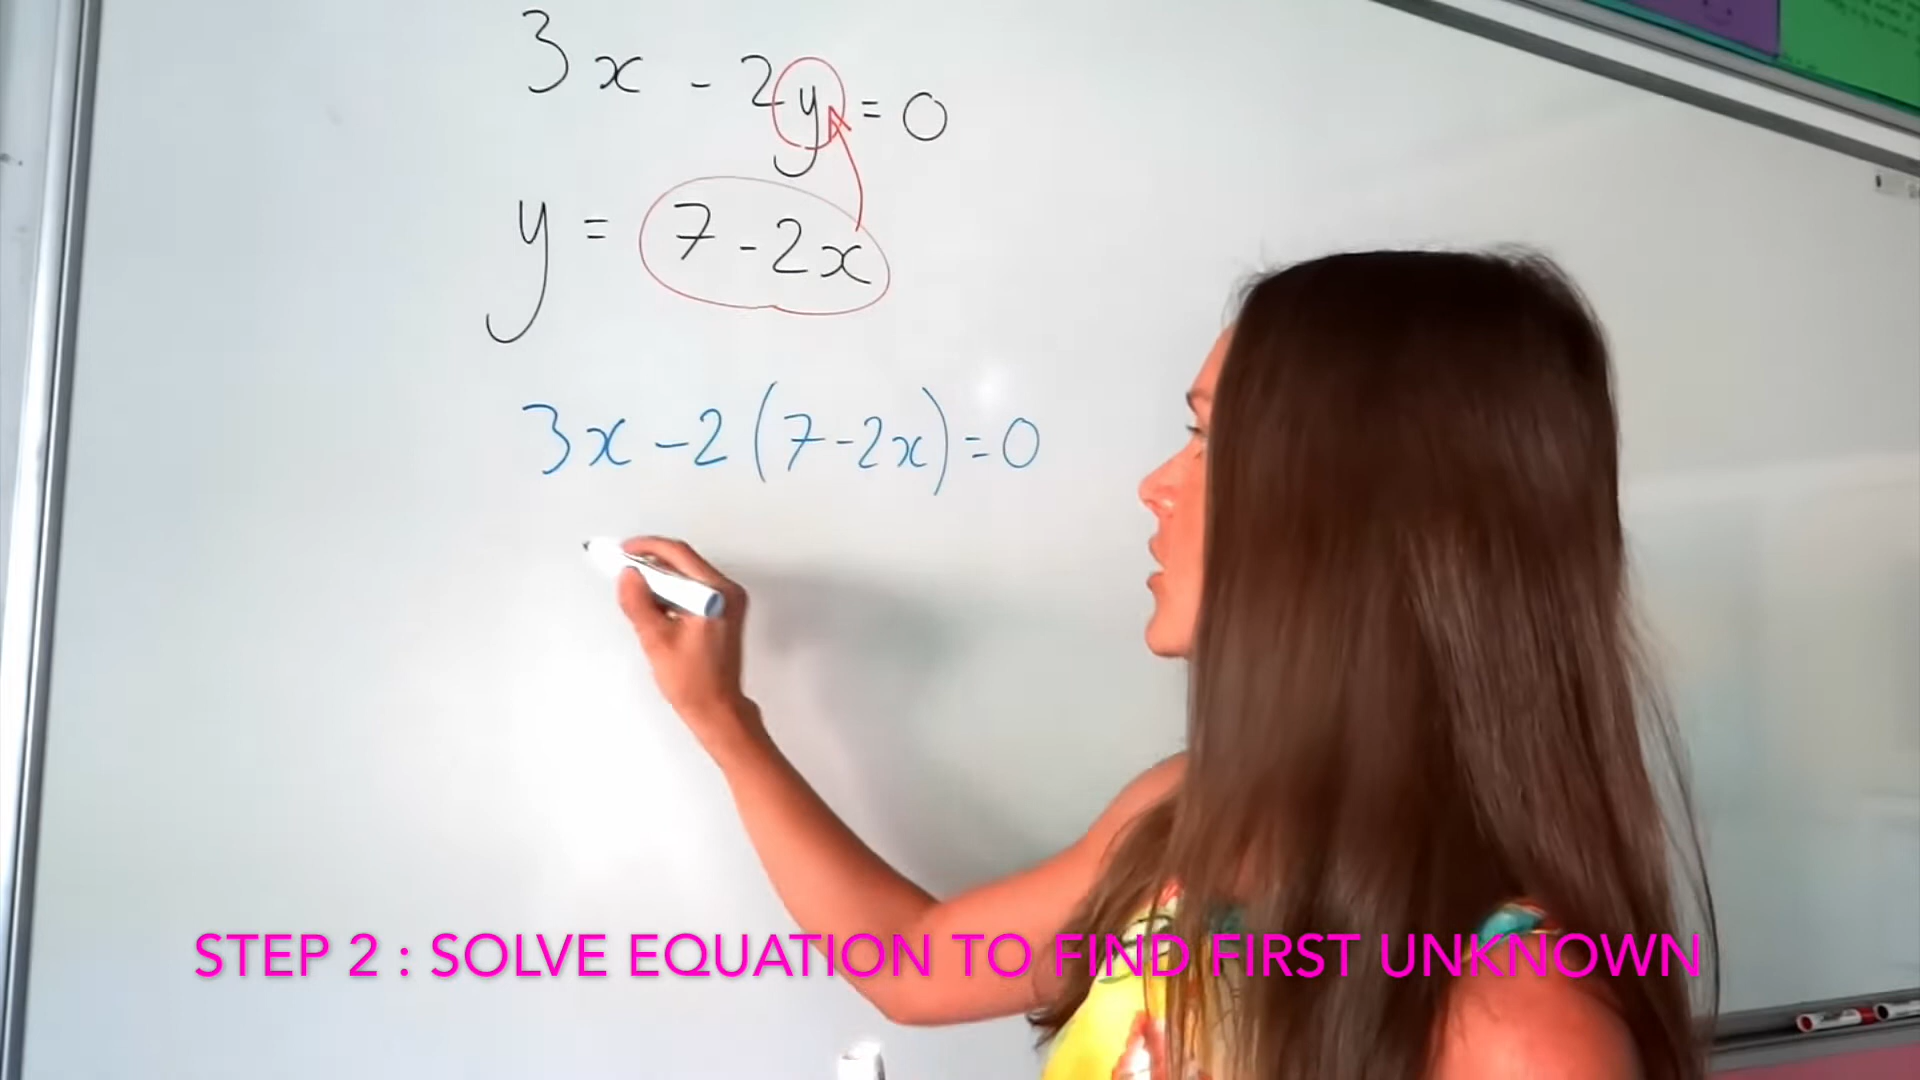 3x - 2y = 0
y = 7 - 2x
3x - 2(7 - 2x) = 0
STEP 2 : SOLVE EQUATION TO FIND FIRST UNKNOWN